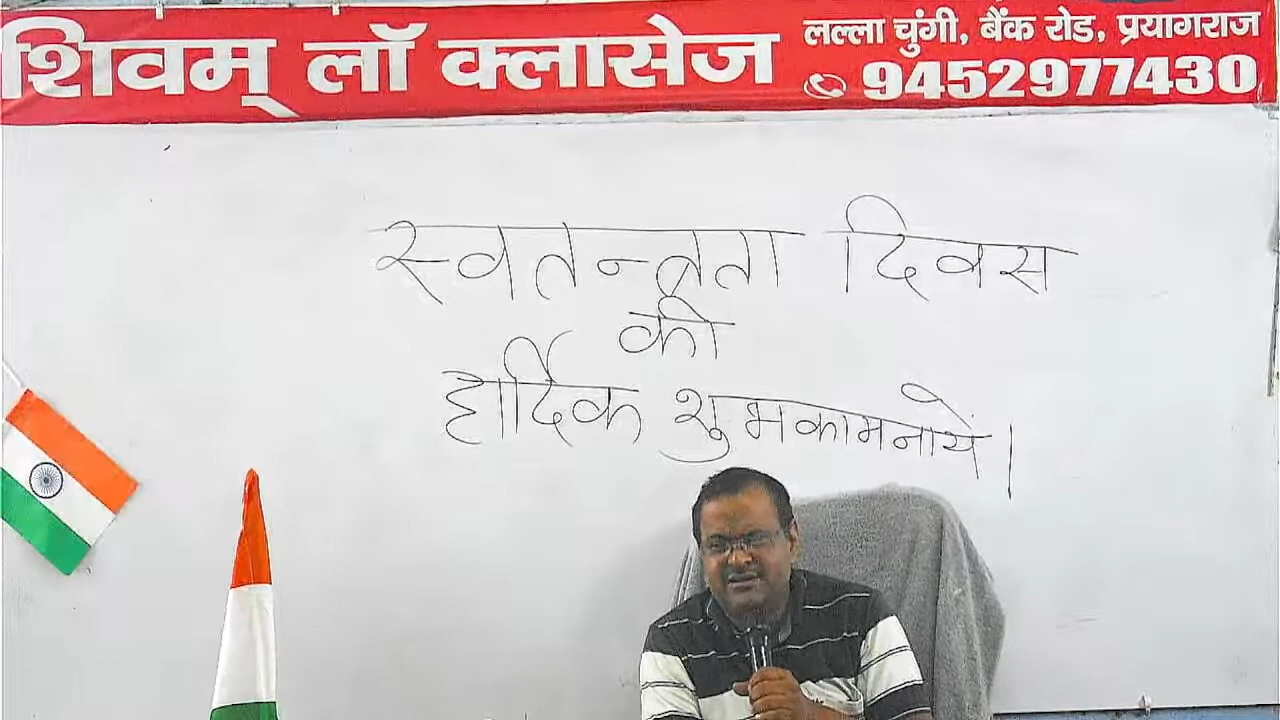 शिवम् लॉ क्लासेज
लल्ला चुंगी, बैंक रोड, प्रयागराज
9452977430
स्वतन्त्रता दिवस
की
हार्दिक शुभकामनायें।